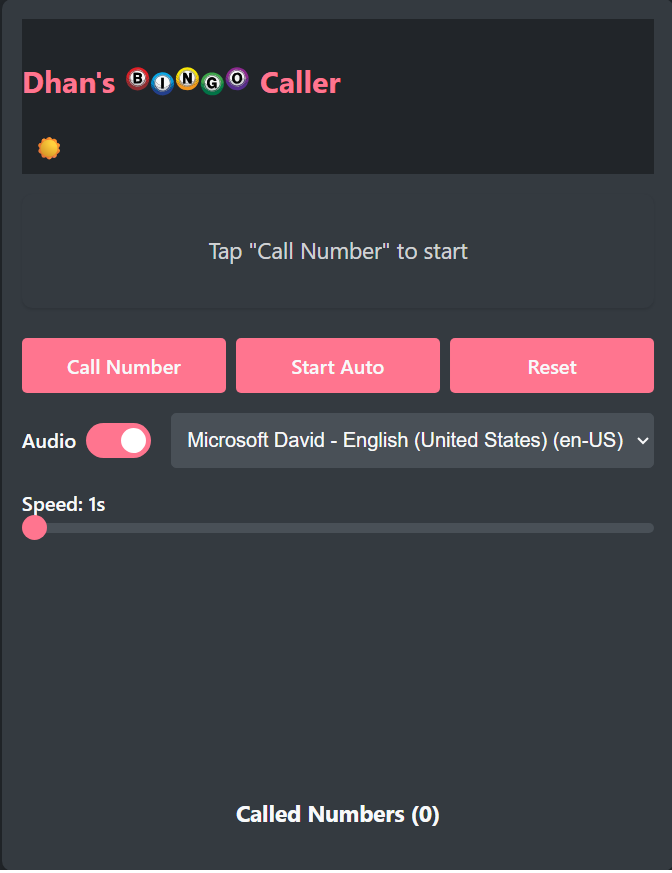 Dhan's BINGO Caller
Tap "Call Number" to start
Call Number Start Auto Reset
Audio Microsoft David - English (United States) (en-US)
Speed: 1s
Called Numbers (0)